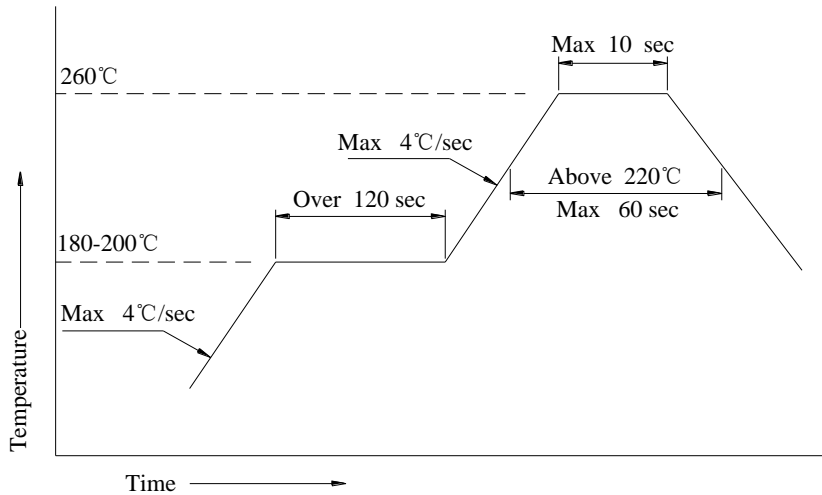 Max 10 sec
260℃
Max 4℃/sec
Above 220℃
Max 60 sec
Over 120 sec
180-200℃
Max 4℃/sec
Temperature
Time